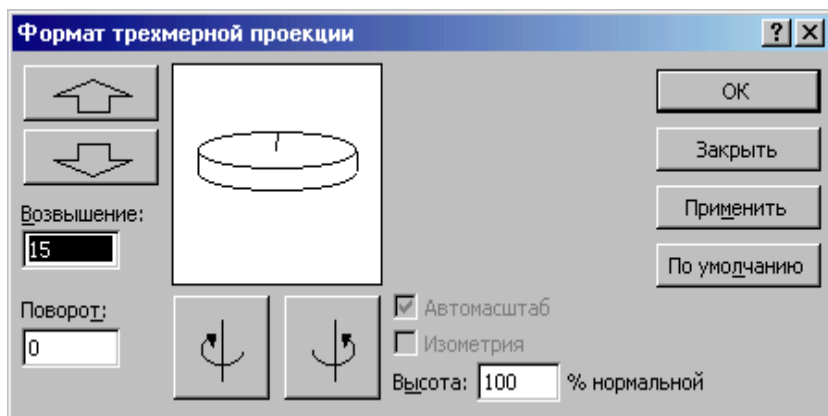 Формат трехмерной проекции
OK
Закрыть
Применить
По умолчанию
Возвышение:
15
Поворот:
0
Автомасштаб
Изометрия
Высота: 100 % нормальной